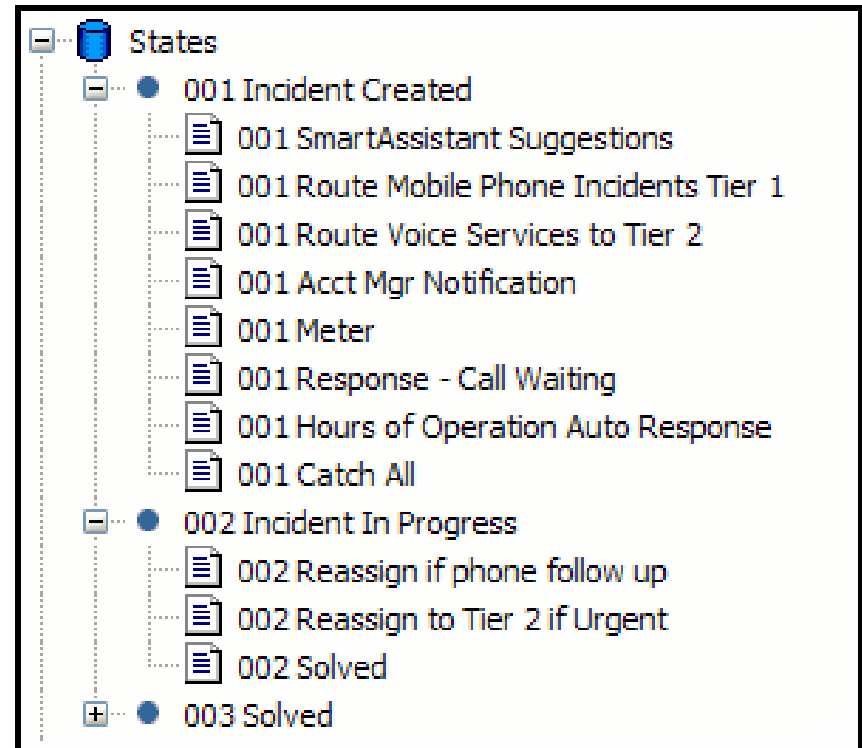 States
001 Incident Created
001 SmartAssistant Suggestions
001 Route Mobile Phone Incidents Tier 1
001 Route Voice Services to Tier 2
001 Acct Mgr Notification
001 Meter
001 Response - Call Waiting
001 Hours of Operation Auto Response
001 Catch All
002 Incident In Progress
002 Reassign if phone follow up
002 Reassign to Tier 2 if Urgent
002 Solved
003 Solved